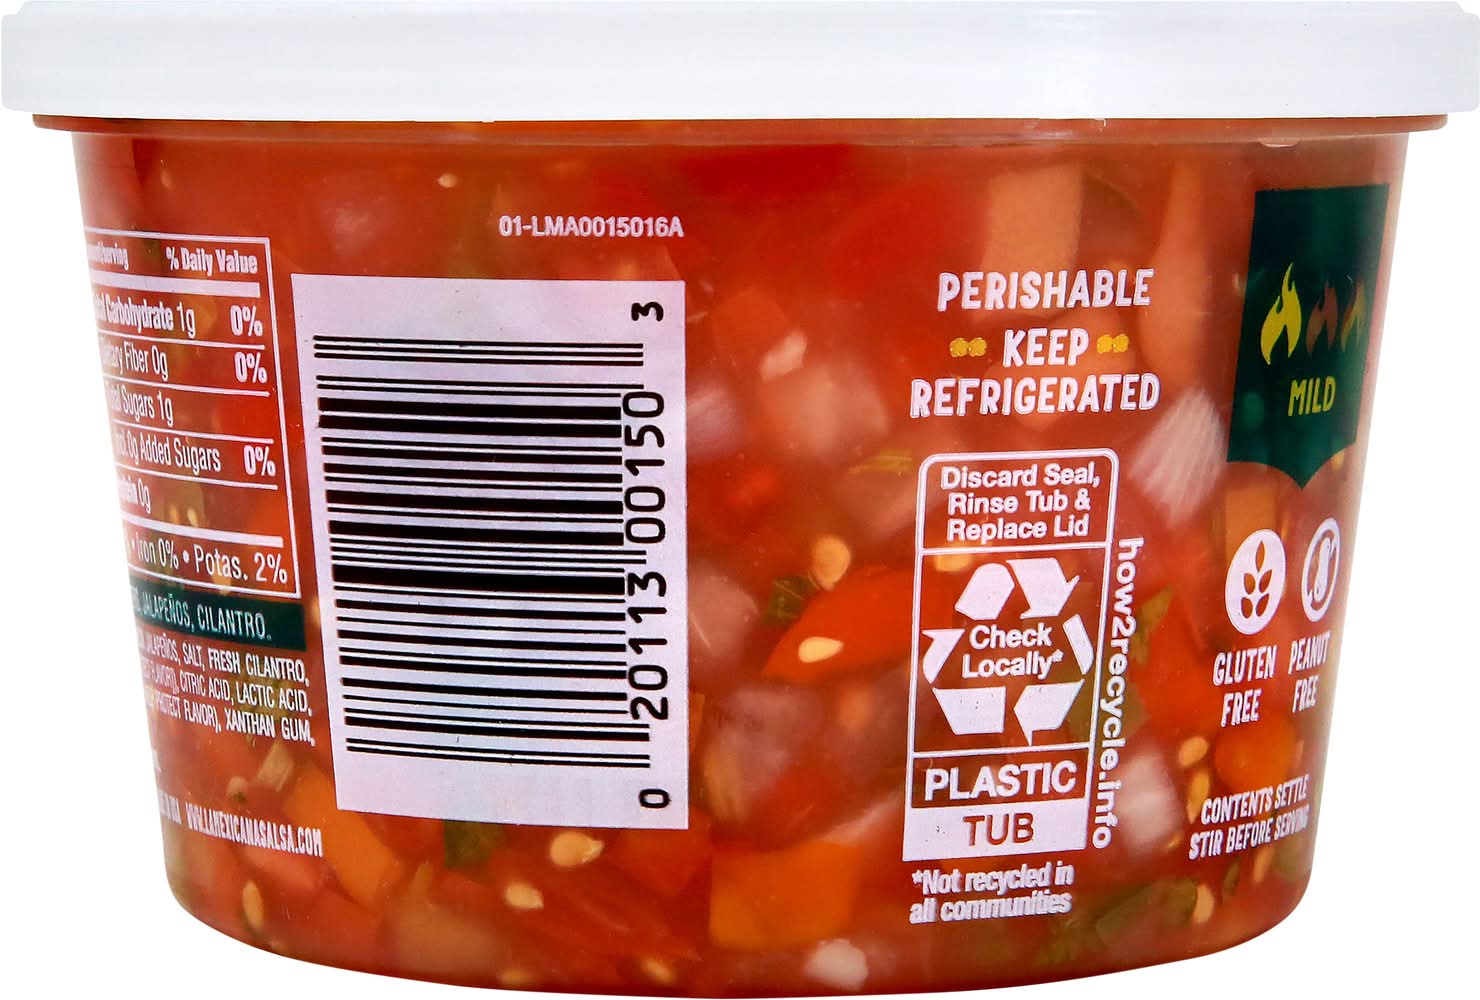 % Daily Value
Carbohydrate 1g 0%
Fiber 0g 0%
Sugars 1g
0g Added Sugars 0%
0g
• Iron 0% • Potas. 2%
JALAPEÑOS, CILANTRO.
JALAPEÑOS, SALT, FRESH CILANTRO,
CITRIC ACID, LACTIC ACID,
PROTECT FLAVOR), XANTHAN GUM,
01-LMA0015016A
0 20113 00150 3
PERISHABLE
KEEP
REFRIGERATED
Discard Seal,
Rinse Tub &
Replace Lid
Check
Locally*
PLASTIC
TUB
how2recycle.info
*Not recycled in
all communities
MILD
GLUTEN
FREE
PEANUT
FREE
CONTENTS SETTLE
STIR BEFORE SERVING